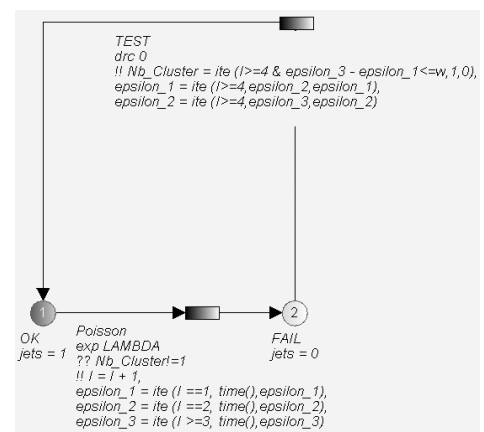 TEST
drc 0
!! Nb_Cluster = ite (I>=4 & epsilon_3 - epsilon_1<=w,1,0),
epsilon_1 = ite (I>=4,epsilon_2,epsilon_1),
epsilon_2 = ite (I>=4,epsilon_3,epsilon_2)
1
2
OK
jets = 1
Poisson
exp LAMBDA
?? Nb_Cluster!=1
!! I = I + 1,
epsilon_1 = ite (I ==1, time(),epsilon_1),
epsilon_2 = ite (I ==2, time(),epsilon_2),
epsilon_3 = ite (I >=3, time(),epsilon_3)
FAIL
jets = 0